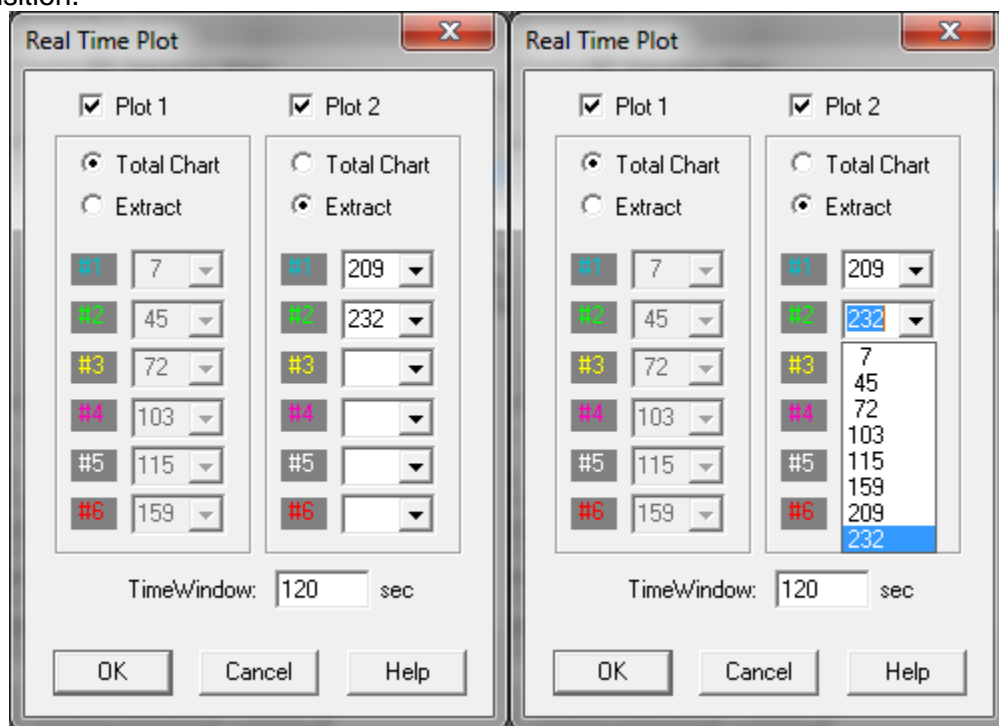 Real Time Plot
Plot 1 Plot 2
Total Chart Total Chart
Extract Extract
#1 7 #1 209
#2 45 #2 232
#3 72 #3
#4 103 #4
#5 115 #5
#6 159 #6
TimeWindow: 120 sec
OK Cancel Help
Real Time Plot
Plot 1 Plot 2
Total Chart Total Chart
Extract Extract
#1 7 #1 209
#2 45 #2 232
#3 72 #3 7
45
#4 103 #4 72
103
#5 115 #5 115
159
#6 159 #6 209
232
TimeWindow: 120 sec
OK Cancel Help